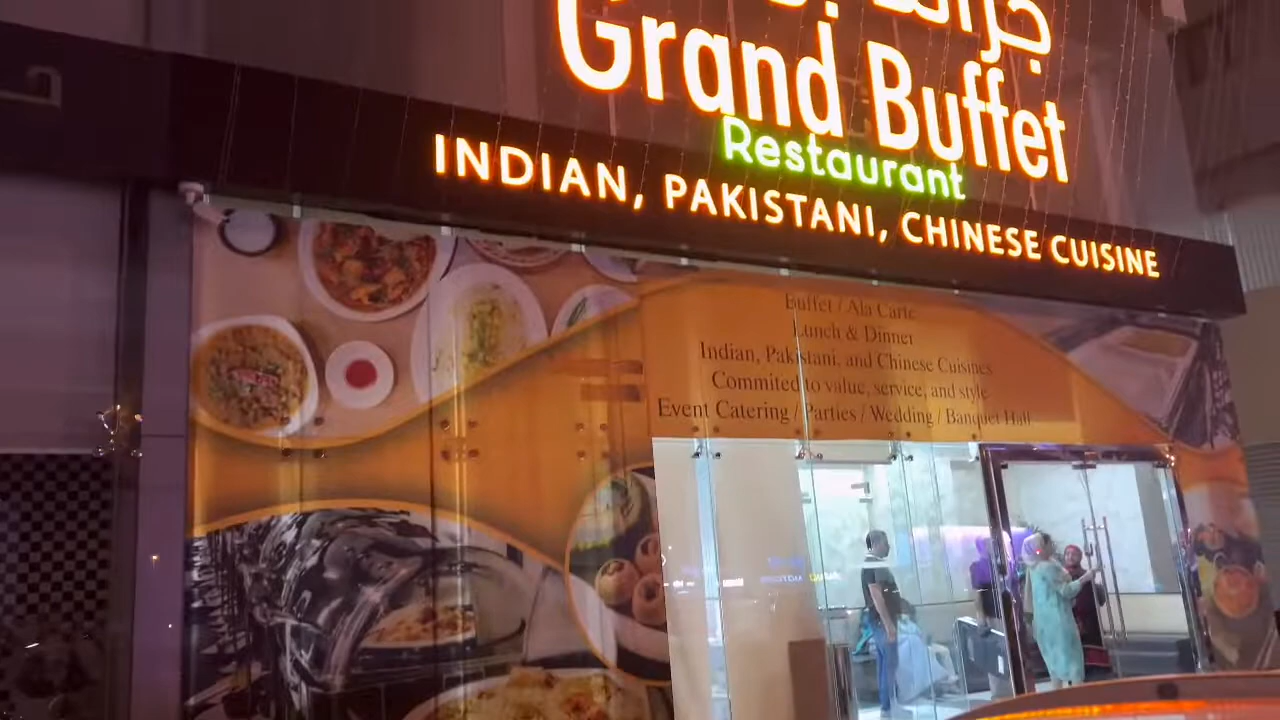 Grand Buffet
Restaurant
INDIAN, PAKISTANI, CHINESE CUISINE
Buffet / Ala Carte
Lunch & Dinner
Indian, Pakistani, and Chinese Cuisines
Commited to value, service, and style
Event Catering / Parties / Wedding / Banquet Hall